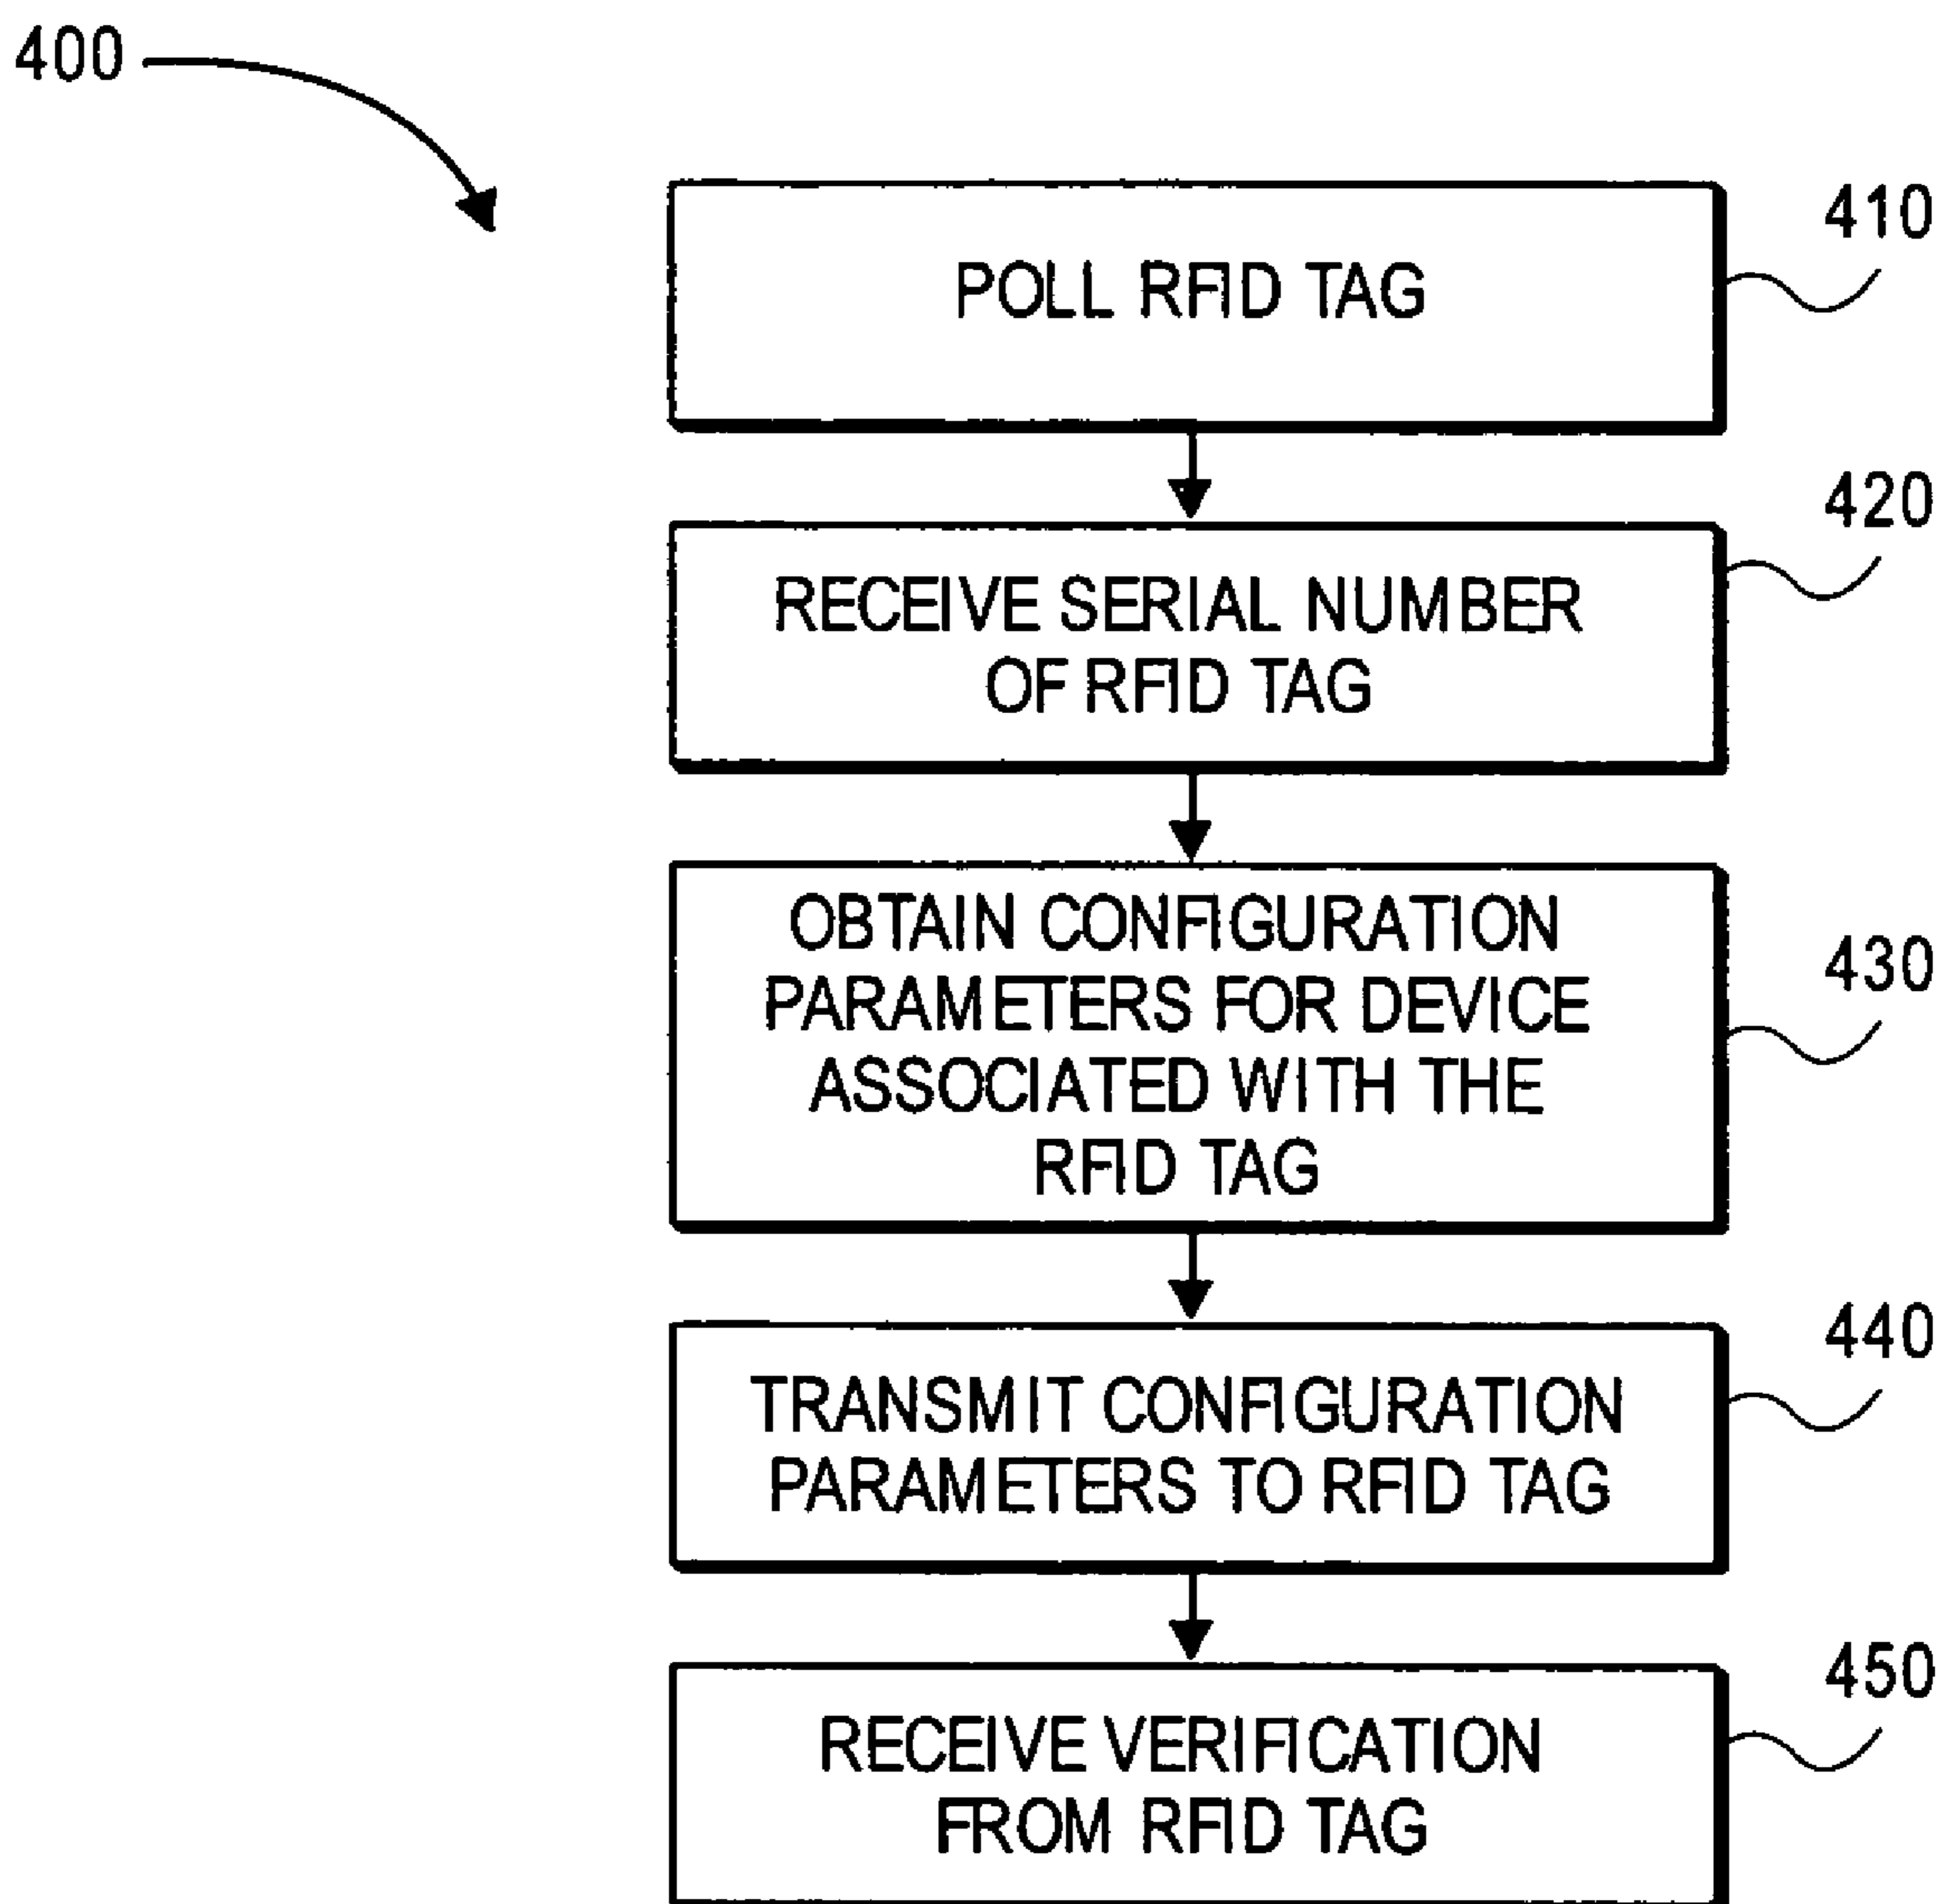 400
410
POLL RFID TAG
420
RECEIVE SERIAL NUMBER
OF RFID TAG
OBTAIN CONFIGURATION
430
PARAMETERS FOR DEVICE
ASSOCIATED WITH THE
RFID TAG
440
TRANSMIT CONFIGURATION
PARAMETERS TO RFID TAG
450
RECEIVE VERIFICATION
FROM RFID TAG